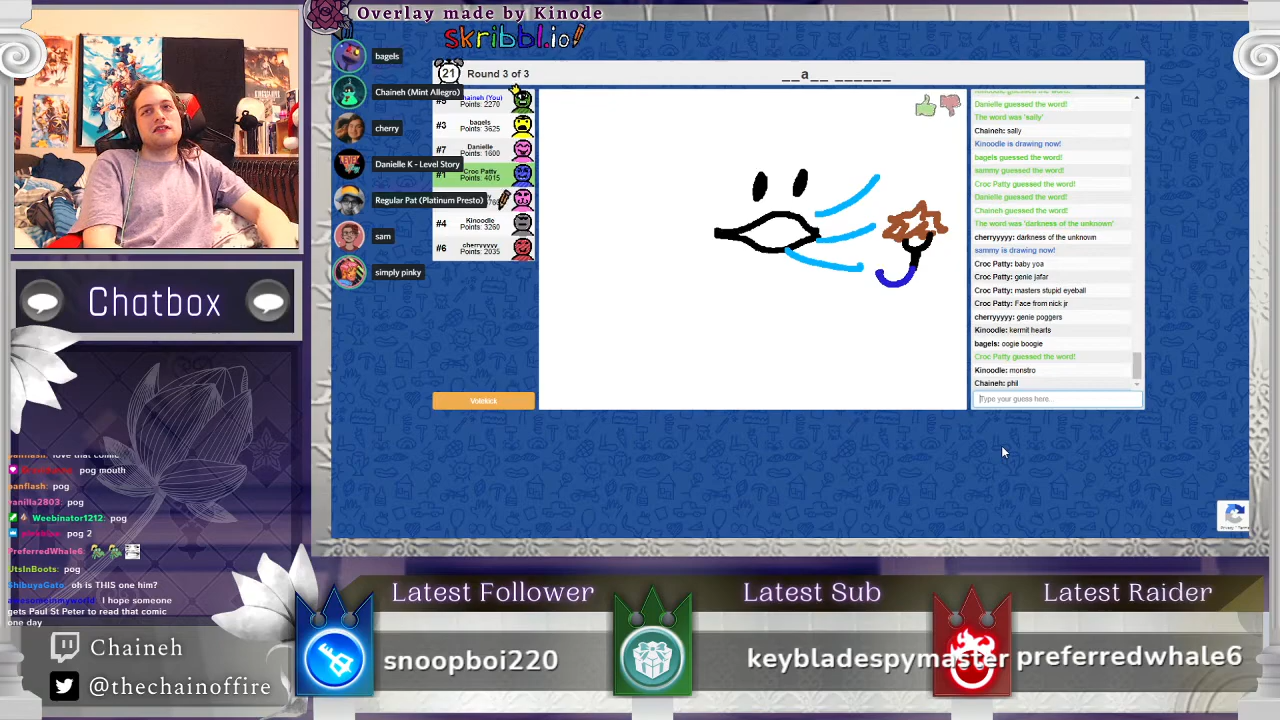 Overlay made by Kinode
skribbl.io!
bagels
Chaineh (Mint Allegro)
cherry
Danielle K - Level Story
Regular Pat (Platinum Presto)
sam
simply pinky
21
Round 3 of 3
__a__ ______
#5
Chaineh (You)
Points: 2270
#3
bagels
Points: 3625
#7
Danielle
Points: 1600
#1
Croc Patty
Points: 4015
#4
Kinoodle
Points: 3260
#6
cherryyyyy
Points: 2035
Votekick
Danielle guessed the word!
The word was 'sally'
Chaineh: sally
Kinoodle is drawing now!
bagels guessed the word!
sammy guessed the word!
Croc Patty guessed the word!
Danielle guessed the word!
Chaineh guessed the word!
The word was 'darkness of the unknown'
cherryyyyy: darkness of the unknown
sammy is drawing now!
Croc Patty: baby yoa
Croc Patty: genie jafar
Croc Patty: masters stupid eyeball
Croc Patty: Face from nick jr
cherryyyyy: genie poggers
Kinoodle: kermit hearts
bagels: oogie boogie
Croc Patty guessed the word!
Kinoodle: monstro
Chaineh: phil
Type your guess here...
Chatbox
panflash: love that comic
pog mouth
panflash: pog
vanilla2803: pog
Weebinator1212: pog
pog 2
PreferredWhale6:
UtsInBoots: pog
ShibuyaGato: oh is THIS one him?
awesomeinmyworld: I hope someone
gets Paul St Peter to read that comic
one day
Chaineh
@thechainoffire
Latest Follower
snoopboi220
Latest Sub
keybladespymaster
Latest Raider
preferredwhale6